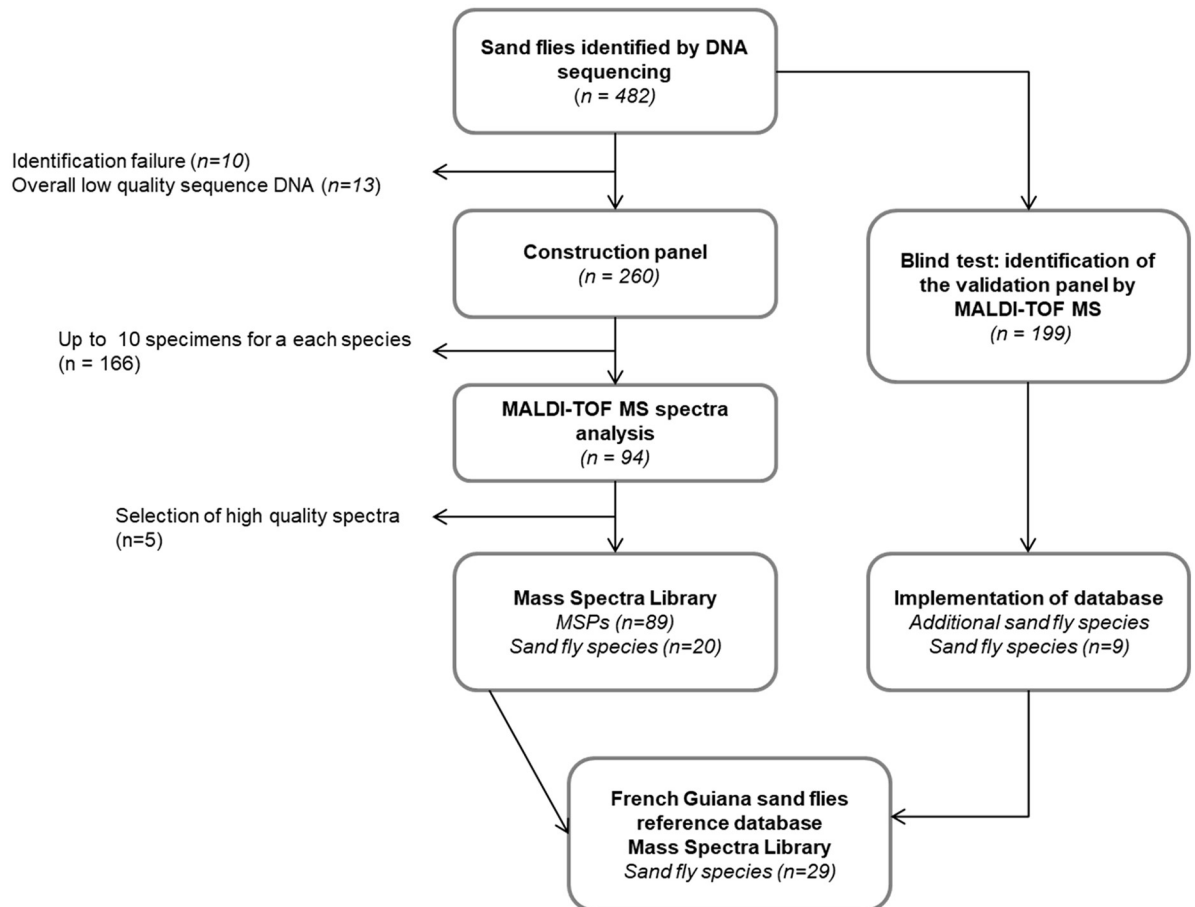 Sand flies identified by DNA
sequencing
(n = 482)
Identification failure (n=10)
Overall low quality sequence DNA (n=13)
Construction panel
(n = 260)
Blind test: identification of
the validation panel by
MALDI-TOF MS
(n = 199)
Up to 10 specimens for a each species
(n = 166)
MALDI-TOF MS spectra
analysis
(n = 94)
Selection of high quality spectra
(n=5)
Mass Spectra Library
MSPs (n=89)
Sand fly species (n=20)
Implementation of database
Additional sand fly species
Sand fly species (n=9)
French Guiana sand flies
reference database
Mass Spectra Library
Sand fly species (n=29)